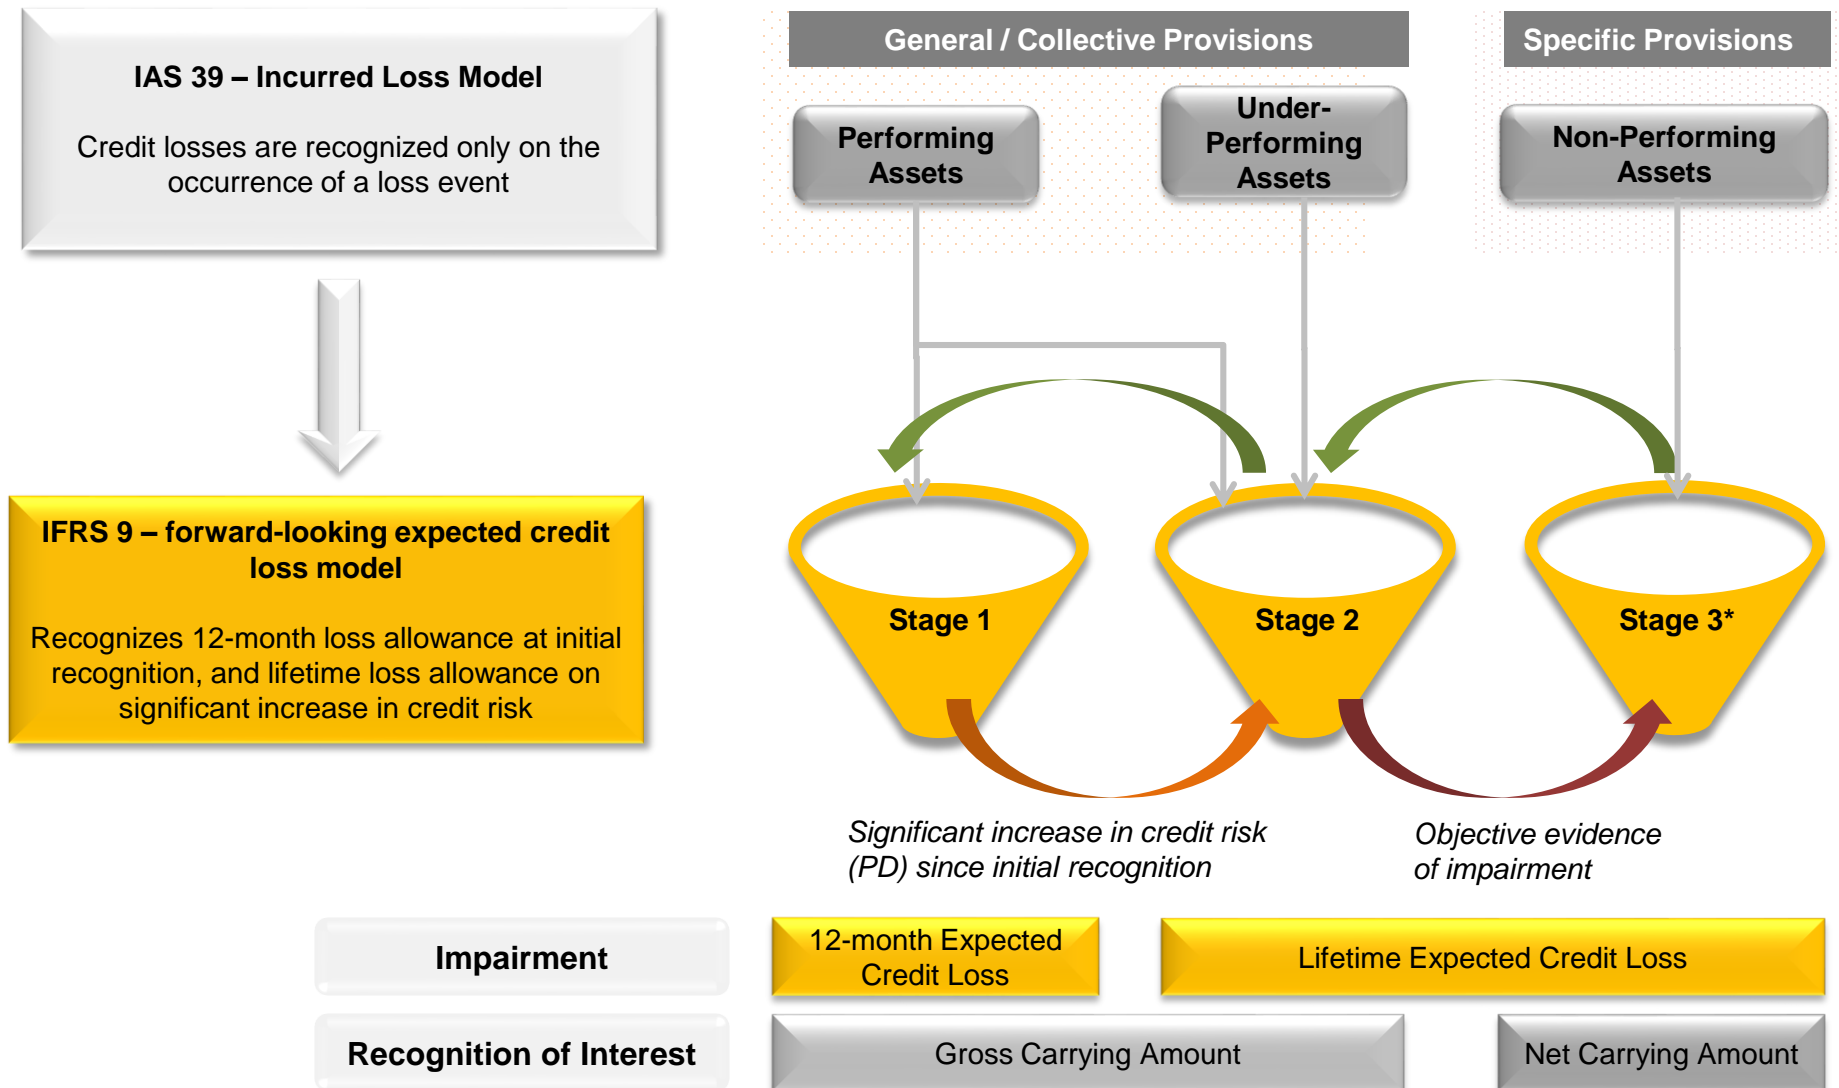 IAS 39 – Incurred Loss Model
Credit losses are recognized only on the
occurrence of a loss event
IFRS 9 – forward-looking expected credit
loss model
Recognizes 12-month loss allowance at initial
recognition, and lifetime loss allowance on
significant increase in credit risk
General / Collective Provisions
Specific Provisions
Performing
Assets
Under-
Performing
Assets
Non-Performing
Assets
Stage 1
Stage 2
Stage 3*
Significant increase in credit risk
(PD) since initial recognition
Objective evidence
of impairment
Impairment
12-month Expected
Credit Loss
Lifetime Expected Credit Loss
Recognition of Interest
Gross Carrying Amount
Net Carrying Amount